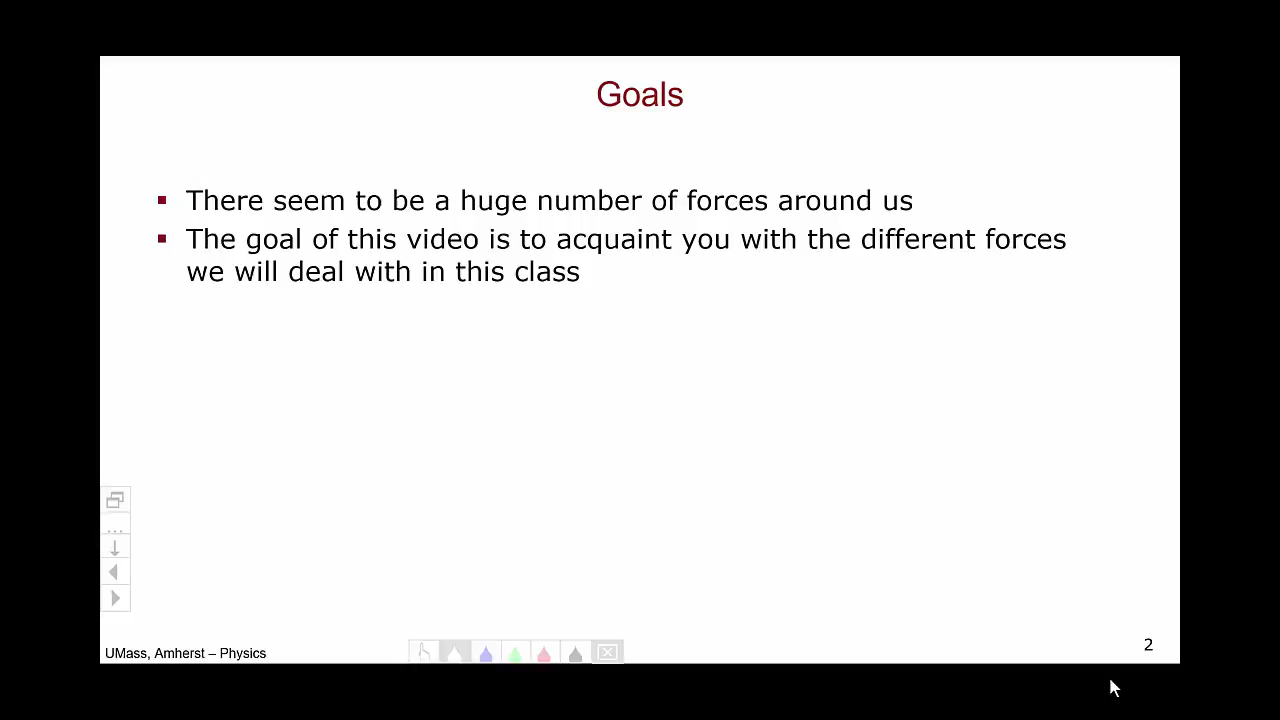 Goals
▪ There seem to be a huge number of forces around us
▪ The goal of this video is to acquaint you with the different forces
we will deal with in this class
UMass, Amherst – Physics
2